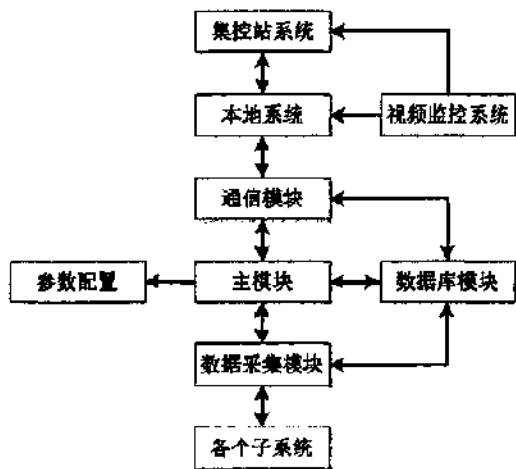 集控站系统
本地系统
视频监控系统
通信模块
参数配置
主模块
数据库模块
数据采集模块
各个子系统